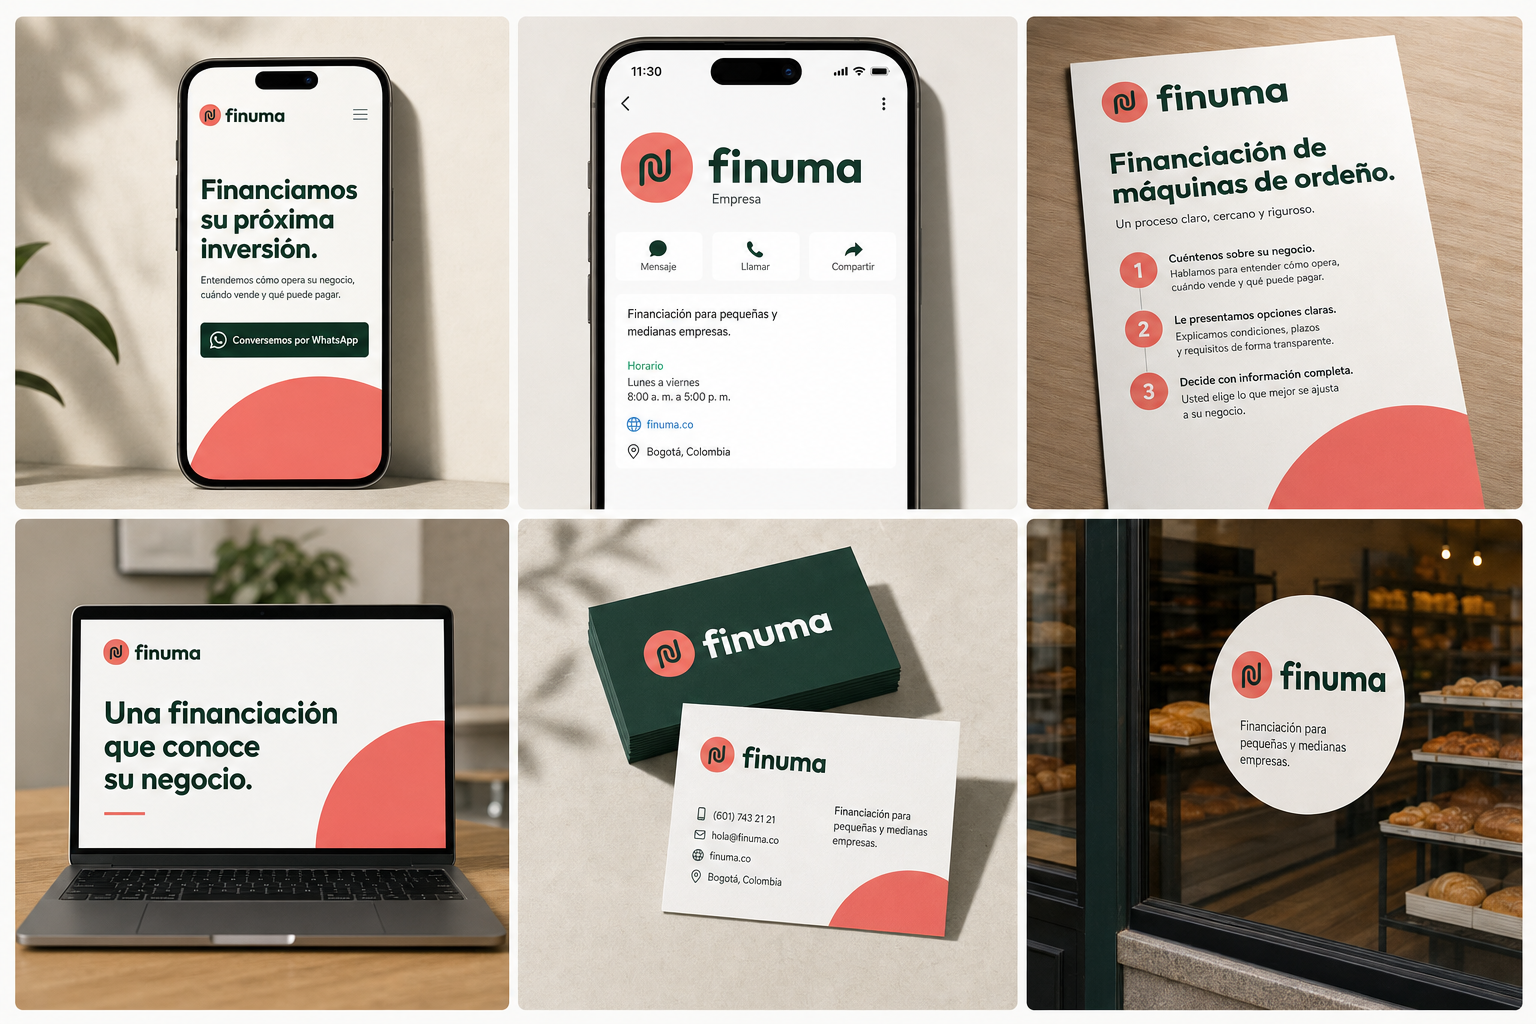 finuma
Financiamos
su próxima
inversión.
Entendemos cómo opera su negocio,
cuándo vende y qué puede pagar.
Conversemos por WhatsApp
11:30
finuma
Empresa
Mensaje
Llamar
Compartir
Financiación para pequeñas y
medianas empresas.
Horario
Lunes a viernes
8:00 a. m. a 5:00 p. m.
finuma.co
Bogotá, Colombia
finuma
Financiación de
máquinas de ordeño.
Un proceso claro, cercano y riguroso.
1
Cuéntenos sobre su negocio.
Hablamos para entender cómo opera,
cuándo vende y qué puede pagar.
2
Le presentamos opciones claras.
Explicamos condiciones, plazos
y requisitos de forma transparente.
3
Decide con información completa.
Usted elige lo que mejor se ajusta
a su negocio.
finuma
Una financiación
que conoce
su negocio.
finuma
finuma
(601) 743 21 21
hola@finuma.co
finuma.co
Bogotá, Colombia
Financiación para
pequeñas y medianas
empresas.
finuma
Financiación para
pequeñas y medianas
empresas.